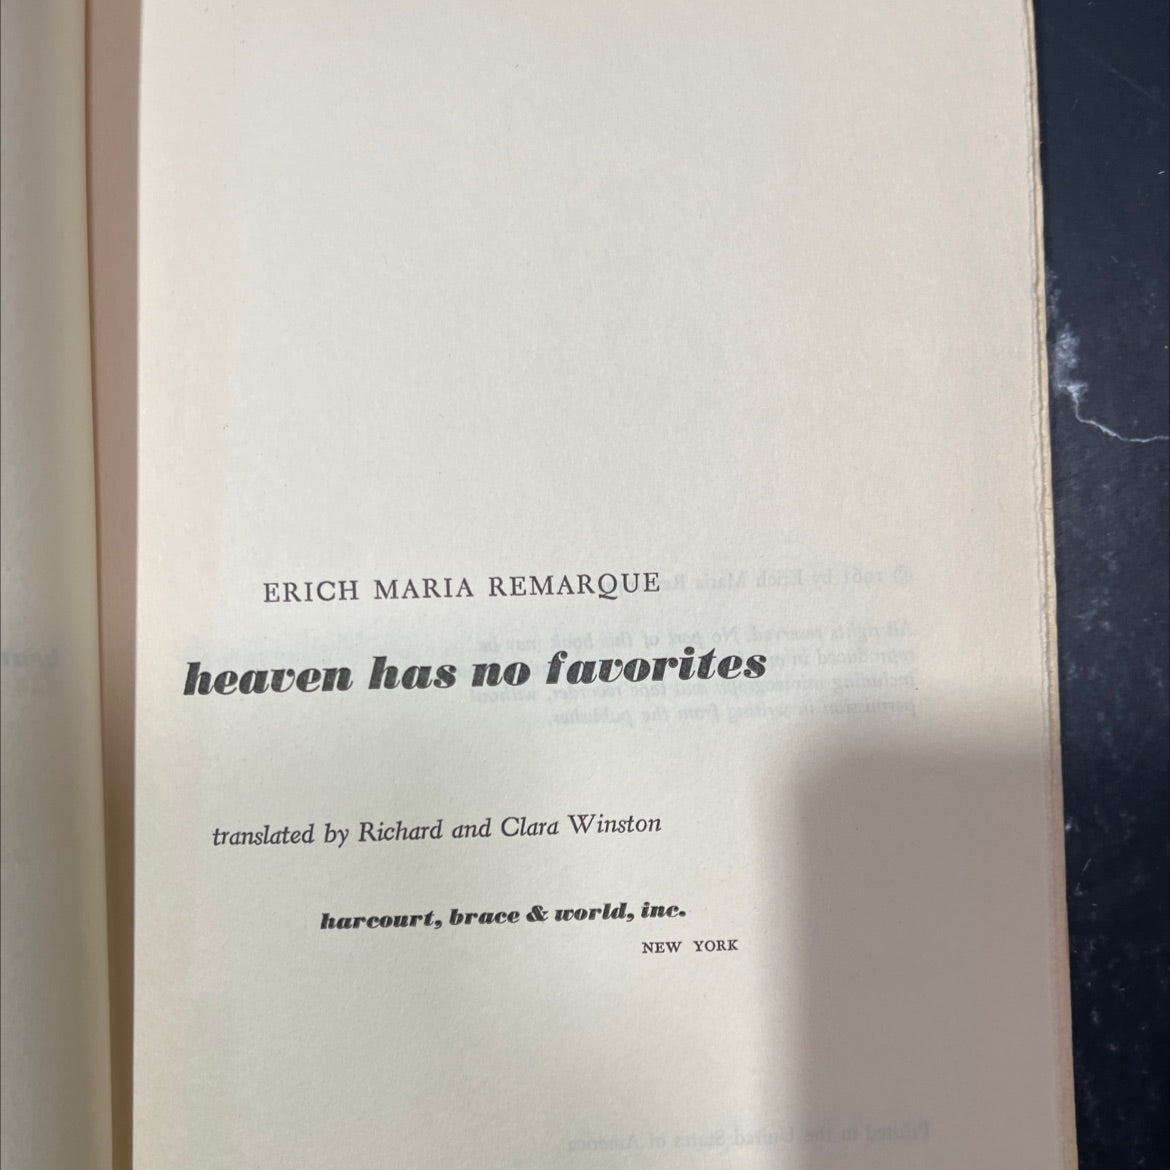 ERICH MARIA REMARQUE
heaven has no favorites
translated by Richard and Clara Winston
harcourt, brace & world, inc.
NEW YORK